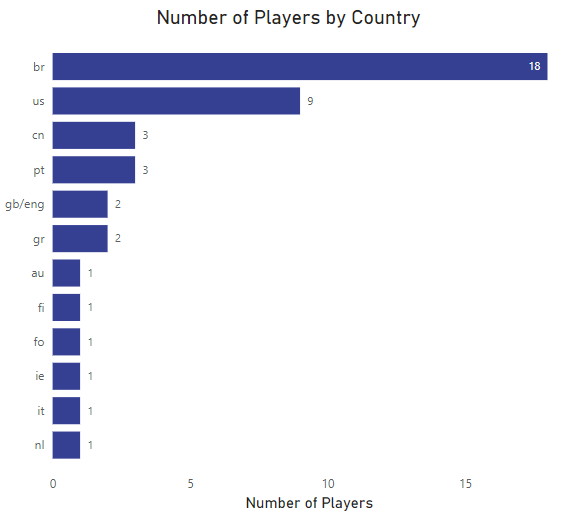 Number of Players by Country
br 18
us 9
cn 3
pt 3
gb/eng 2
gr 2
au 1
fi 1
fo 1
ie 1
it 1
nl 1
0 5 10 15
Number of Players